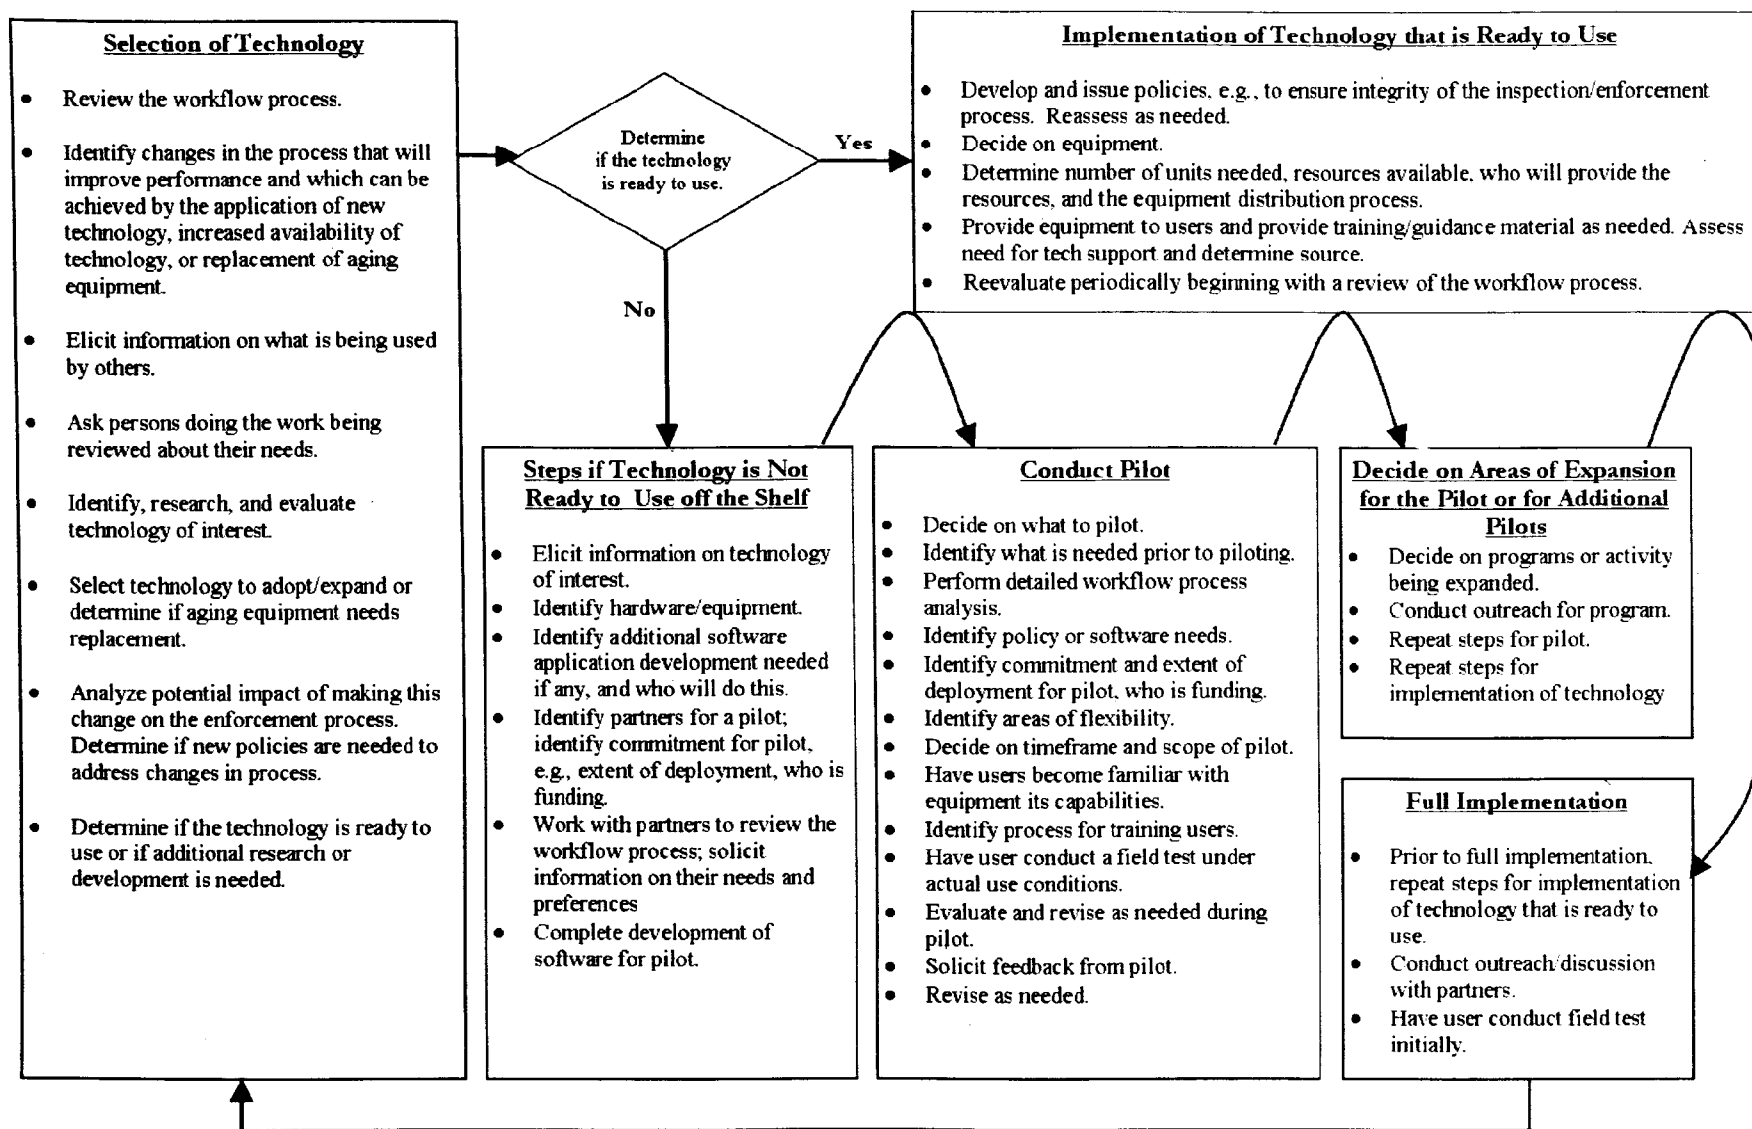 Selection of Technology
• Review the workflow process.
• Identify changes in the process that will
improve performance and which can be
achieved by the application of new
technology, increased availability of
technology, or replacement of aging
equipment.
• Elicit information on what is being used
by others.
• Ask persons doing the work being
reviewed about their needs.
• Identify, research, and evaluate
technology of interest.
• Select technology to adopt/expand or
determine if aging equipment needs
replacement.
• Analyze potential impact of making this
change on the enforcement process.
Determine if new policies are needed to
address changes in process.
• Determine if the technology is ready to
use or if additional research or
development is needed.
Determine
if the technology
is ready to use.
Yes
No
Implementation of Technology that is Ready to Use
• Develop and issue policies, e.g., to ensure integrity of the inspection/enforcement
process. Reassess as needed.
• Decide on equipment.
• Determine number of units needed, resources available, who will provide the
resources, and the equipment distribution process.
• Provide equipment to users and provide training/guidance material as needed. Assess
need for tech support and determine source.
• Reevaluate periodically beginning with a review of the workflow process.
Steps if Technology is Not
Ready to Use off the Shelf
• Elicit information on technology
of interest.
• Identify hardware/equipment.
• Identify additional software
application development needed
if any, and who will do this.
• Identify partners for a pilot;
identify commitment for pilot,
e.g., extent of deployment, who is
funding.
• Work with partners to review the
workflow process; solicit
information on their needs and
preferences
• Complete development of
software for pilot.
Conduct Pilot
• Decide on what to pilot.
• Identify what is needed prior to piloting.
• Perform detailed workflow process
analysis.
• Identify policy or software needs.
• Identify commitment and extent of
deployment for pilot, who is funding.
• Identify areas of flexibility.
• Decide on timeframe and scope of pilot.
• Have users become familiar with
equipment its capabilities.
• Identify process for training users.
• Have user conduct a field test under
actual use conditions.
• Evaluate and revise as needed during
pilot.
• Solicit feedback from pilot.
• Revise as needed.
Decide on Areas of Expansion
for the Pilot or for Additional
Pilots
• Decide on programs or activity
being expanded.
• Conduct outreach for program.
• Repeat steps for pilot.
• Repeat steps for
implementation of technology
Full Implementation
• Prior to full implementation,
repeat steps for implementation
of technology that is ready to
use.
• Conduct outreach/discussion
with partners.
• Have user conduct field test
initially.